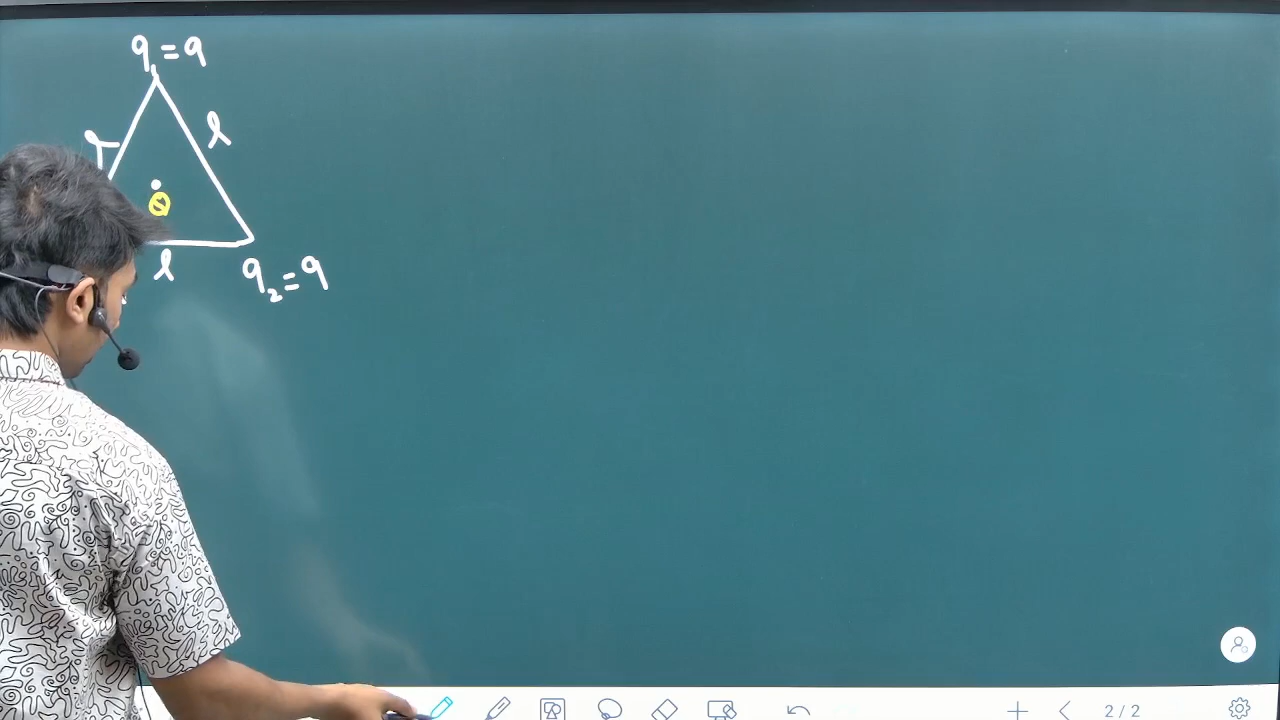 q₁ = q
l
Q
l
q₂ = q
2/2